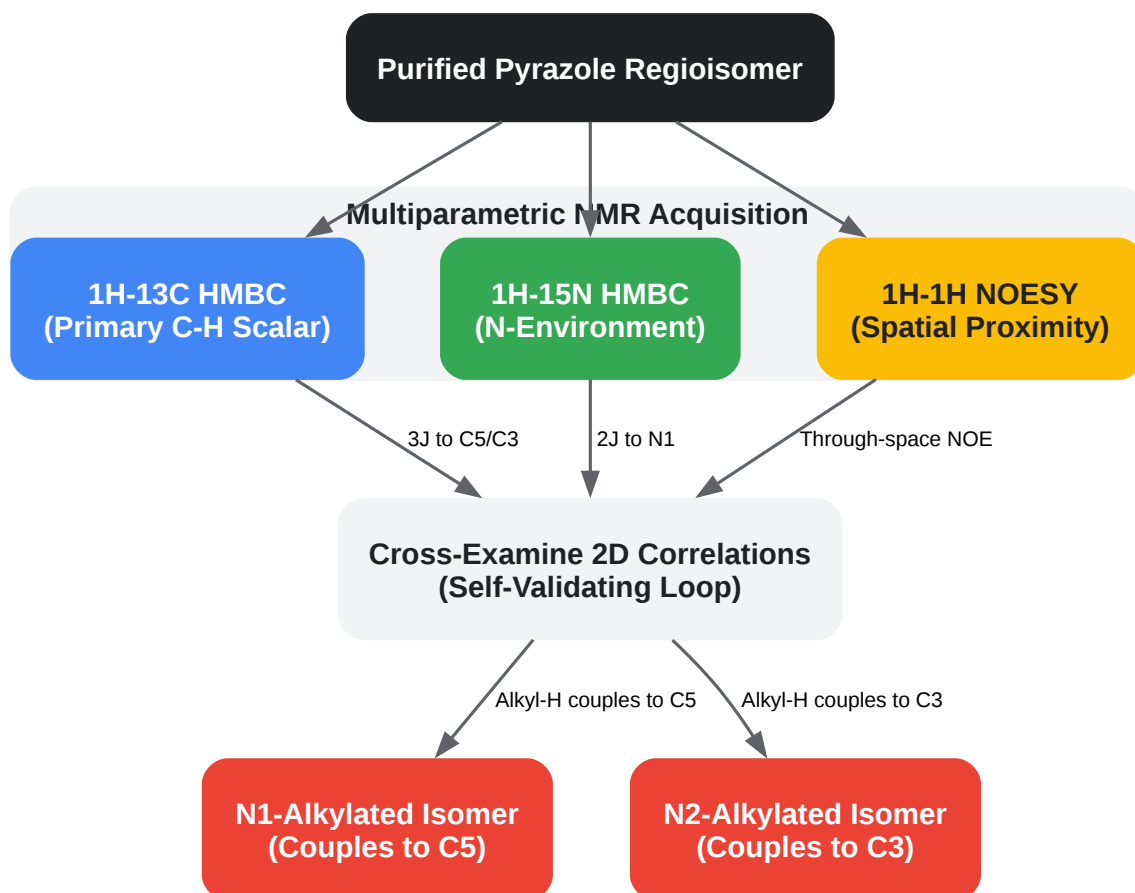 Purified Pyrazole Regioisomer
Multiparametric NMR Acquisition
1H-13C HMBC
(Primary C-H Scalar)
1H-15N HMBC
(N-Environment)
1H-1H NOESY
(Spatial Proximity)
3J to C5/C3
2J to N1
Through-space NOE
Cross-Examine 2D Correlations
(Self-Validating Loop)
Alkyl-H couples to C5
Alkyl-H couples to C3
N1-Alkylated Isomer
(Couples to C5)
N2-Alkylated Isomer
(Couples to C3)